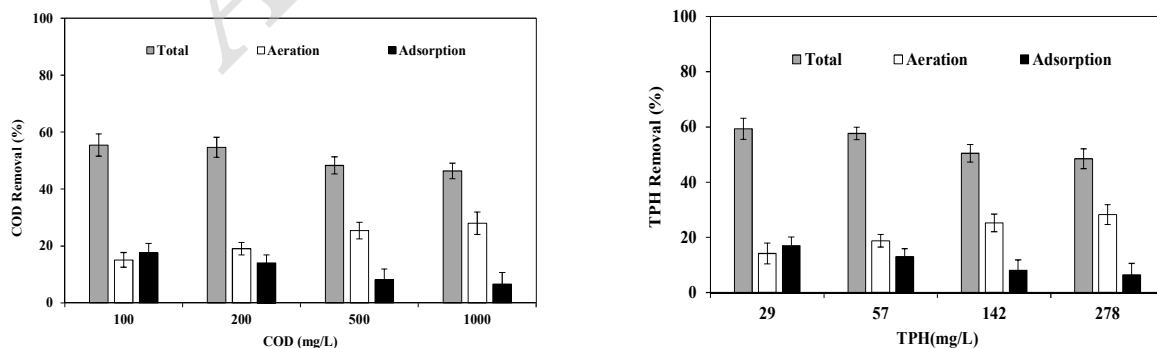 100
80
60
40
20
0
COD Removal (%)
Total Aeration Adsorption
100 200 500 1000
COD (mg/L)
100
80
60
40
20
0
TPH Removal (%)
Total Aeration Adsorption
29 57 142 278
TPH(mg/L)